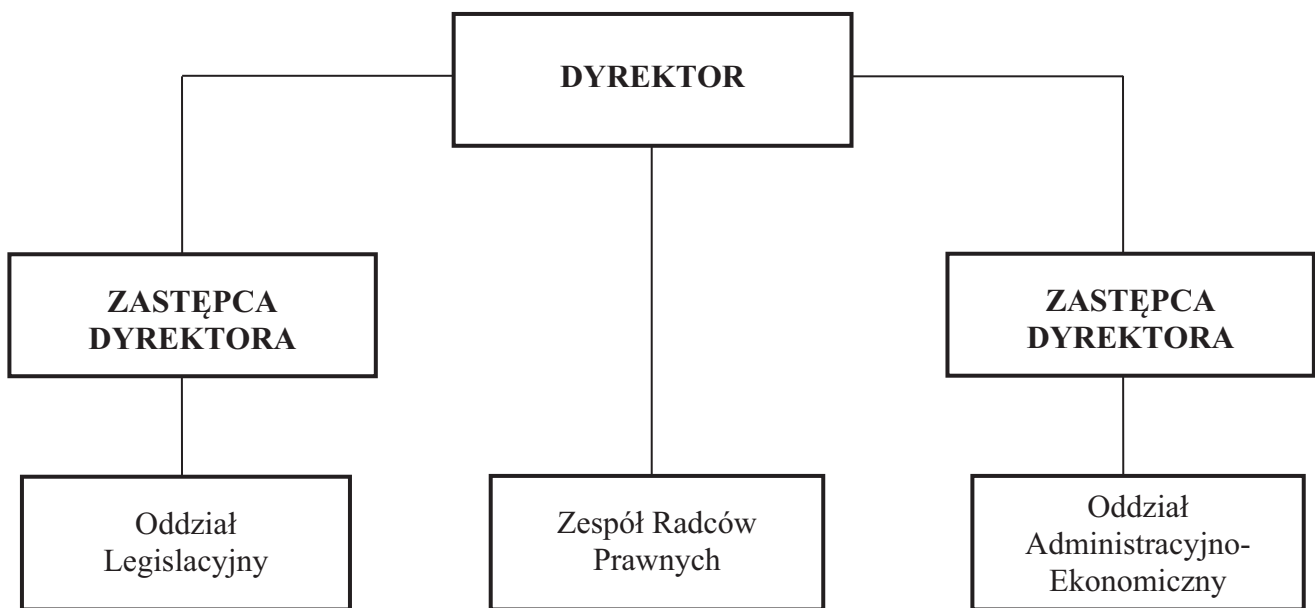 DYREKTOR
ZASTĘPCA
DYREKTORA
ZASTĘPCA
DYREKTORA
Oddział
Legislacyjny
Zespół Radców
Prawnych
Oddział
Administracyjno-
Ekonomiczny